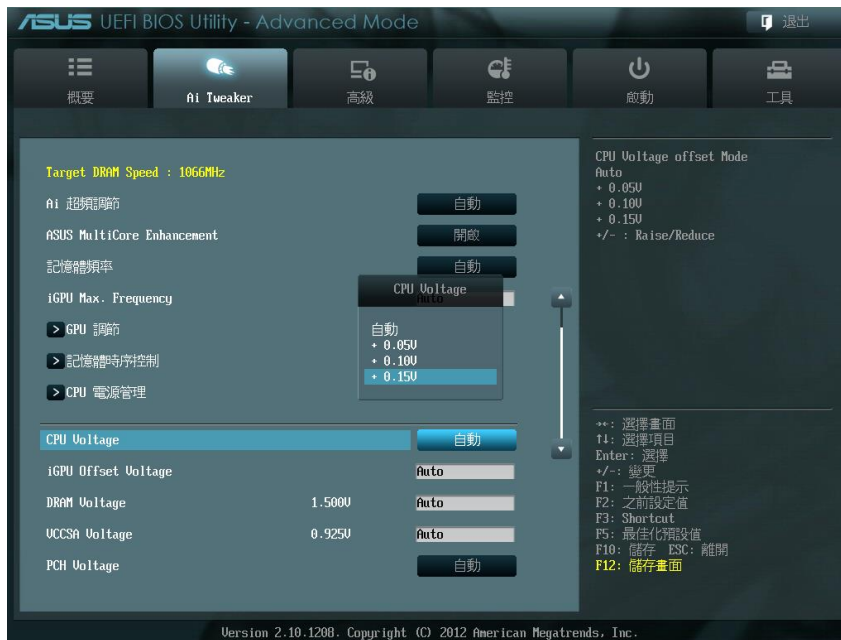 ASUS UEFI BIOS Utility - Advanced Mode
退出
概要
Ai Tweaker
高級
監控
啟動
工具
Target DRAM Speed : 1066MHz
Ai 超頻調節
自動
ASUS MultiCore Enhancement
開啟
記憶體頻率
自動
iGPU Max. Frequency
Auto
> GPU 調節
> 記憶體時序控制
> CPU 電源管理
CPU Voltage
自動
+ 0.05V
+ 0.10V
+ 0.15V
CPU Voltage
自動
iGPU Offset Voltage
Auto
DRAM Voltage 1.500V
Auto
VCCSA Voltage 0.925V
Auto
PCH Voltage
自動
CPU Voltage offset Mode
Auto
+ 0.05V
+ 0.10V
+ 0.15V
+/- : Raise/Reduce
→←: 選擇畫面
↑↓: 選擇項目
Enter: 選擇
+/-: 變更
F1: 一般性提示
F2: 之前設定值
F3: Shortcut
F5: 最佳化預設值
F10: 儲存 ESC: 離開
F12: 儲存畫面
Version 2.10.1208. Copyright (C) 2012 American Megatrends, Inc.